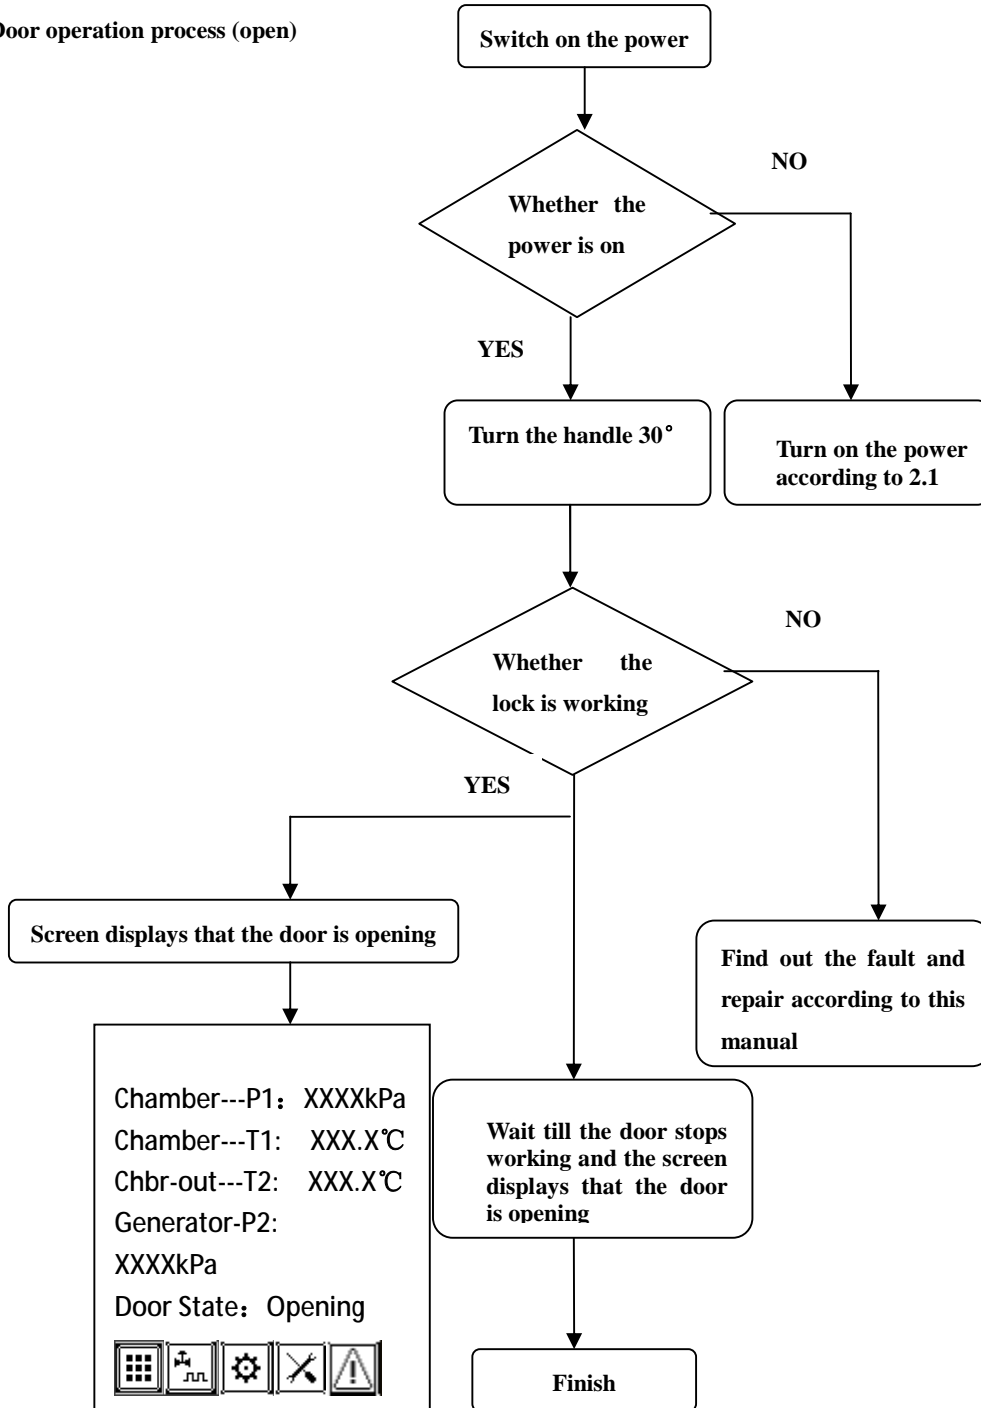 Door operation process (open)
Switch on the power
NO
Whether the
power is on
YES
Turn the handle 30°
Turn on the power
according to 2.1
NO
Whether the
lock is working
YES
Screen displays that the door is opening
Find out the fault and
repair according to this
manual
Chamber---P1：XXXXkPa
Chamber---T1: XXX.X℃
Chbr-out---T2: XXX.X℃
Generator-P2:
XXXXkPa
Door State：Opening
Wait till the door stops
working and the screen
displays that the door
is opening
Finish